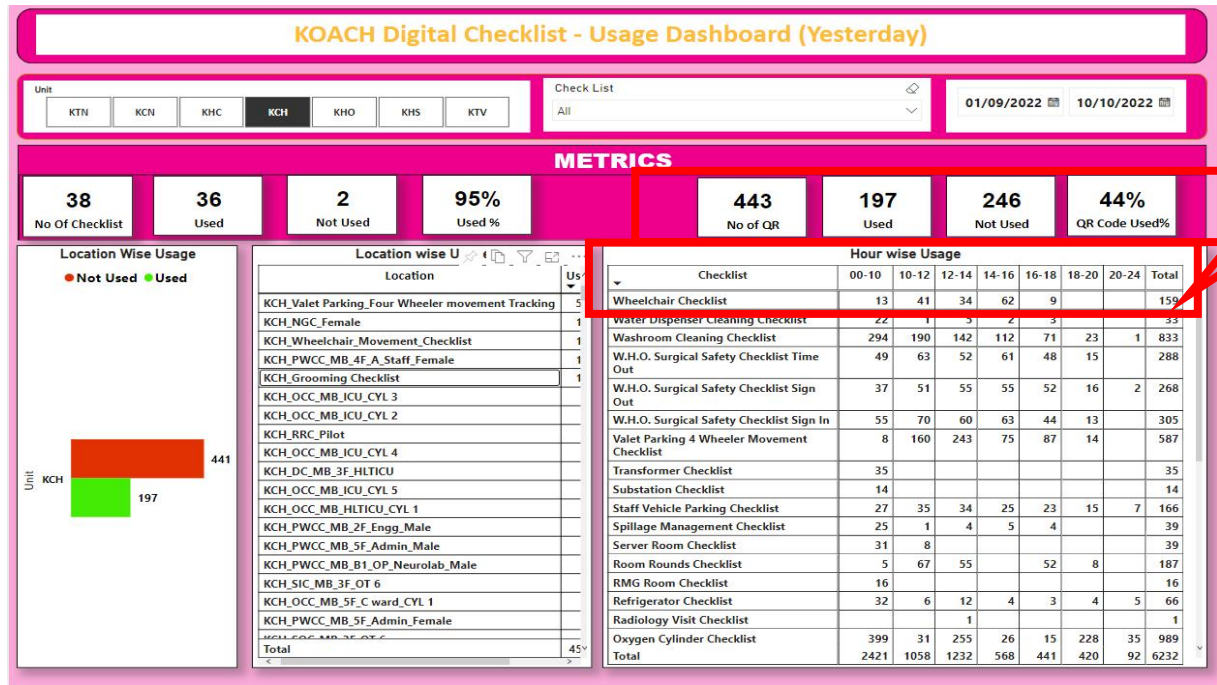 KOACH Digital Checklist - Usage Dashboard (Yesterday)
Unit
KTN KCN KHC KCH KHO KHS KTV
Check List
All
01/09/2022 10/10/2022
METRICS
38
No Of Checklist
36
Used
2
Not Used
95%
Used %
443
No of QR
197
Used
246
Not Used
44%
QR Code Used%
Location Wise Usage
Not Used Used
Unit
KCH
441
197
Location wise U
Location Us
KCH_Valet Parking_Four Wheeler movement Tracking 5
KCH_NGC_Female 1
KCH_Wheelchair_Movement_Checklist 1
KCH_PWCC_MB_4F_A_Staff_Female 1
KCH_Grooming Checklist 1
KCH_OCC_MB_ICU_CYL 3
KCH_OCC_MB_ICU_CYL 2
KCH_RRC_Pilot
KCH_OCC_MB_ICU_CYL 4
KCH_DC_MB_3F_HLTICU
KCH_OCC_MB_ICU_CYL 5
KCH_OCC_MB_HLTICU_CYL 1
KCH_PWCC_MB_2F_Engg_Male
KCH_PWCC_MB_5F_Admin_Male
KCH_PWCC_MB_B1_OP_Neurolab_Male
KCH_SIC_MB_3F_OT 6
KCH_OCC_MB_5F_C ward_CYL 1
KCH_PWCC_MB_5F_Admin_Female
Total 45
Hour wise Usage
Checklist 00-10 10-12 12-14 14-16 16-18 18-20 20-24 Total
Wheelchair Checklist 13 41 34 62 9 159
Water Dispenser Cleaning Checklist 22 1 5 2 3 33
Washroom Cleaning Checklist 294 190 142 112 71 23 1 833
W.H.O. Surgical Safety Checklist Time 49 63 52 61 48 15 288
Out
W.H.O. Surgical Safety Checklist Sign 37 51 55 55 52 16 2 268
Out
W.H.O. Surgical Safety Checklist Sign In 55 70 60 63 44 13 305
Valet Parking 4 Wheeler Movement 8 160 243 75 87 14 587
Checklist
Transformer Checklist 35 35
Substation Checklist 14 14
Staff Vehicle Parking Checklist 27 35 34 25 23 15 7 166
Spillage Management Checklist 25 1 4 5 4 39
Server Room Checklist 31 8 39
Room Rounds Checklist 5 67 55 52 8 187
RMG Room Checklist 16 16
Refrigerator Checklist 32 6 12 4 3 4 5 66
Radiology Visit Checklist 1 1
Oxygen Cylinder Checklist 399 31 255 26 15 228 35 989
Total 2421 1058 1232 568 441 420 92 6232